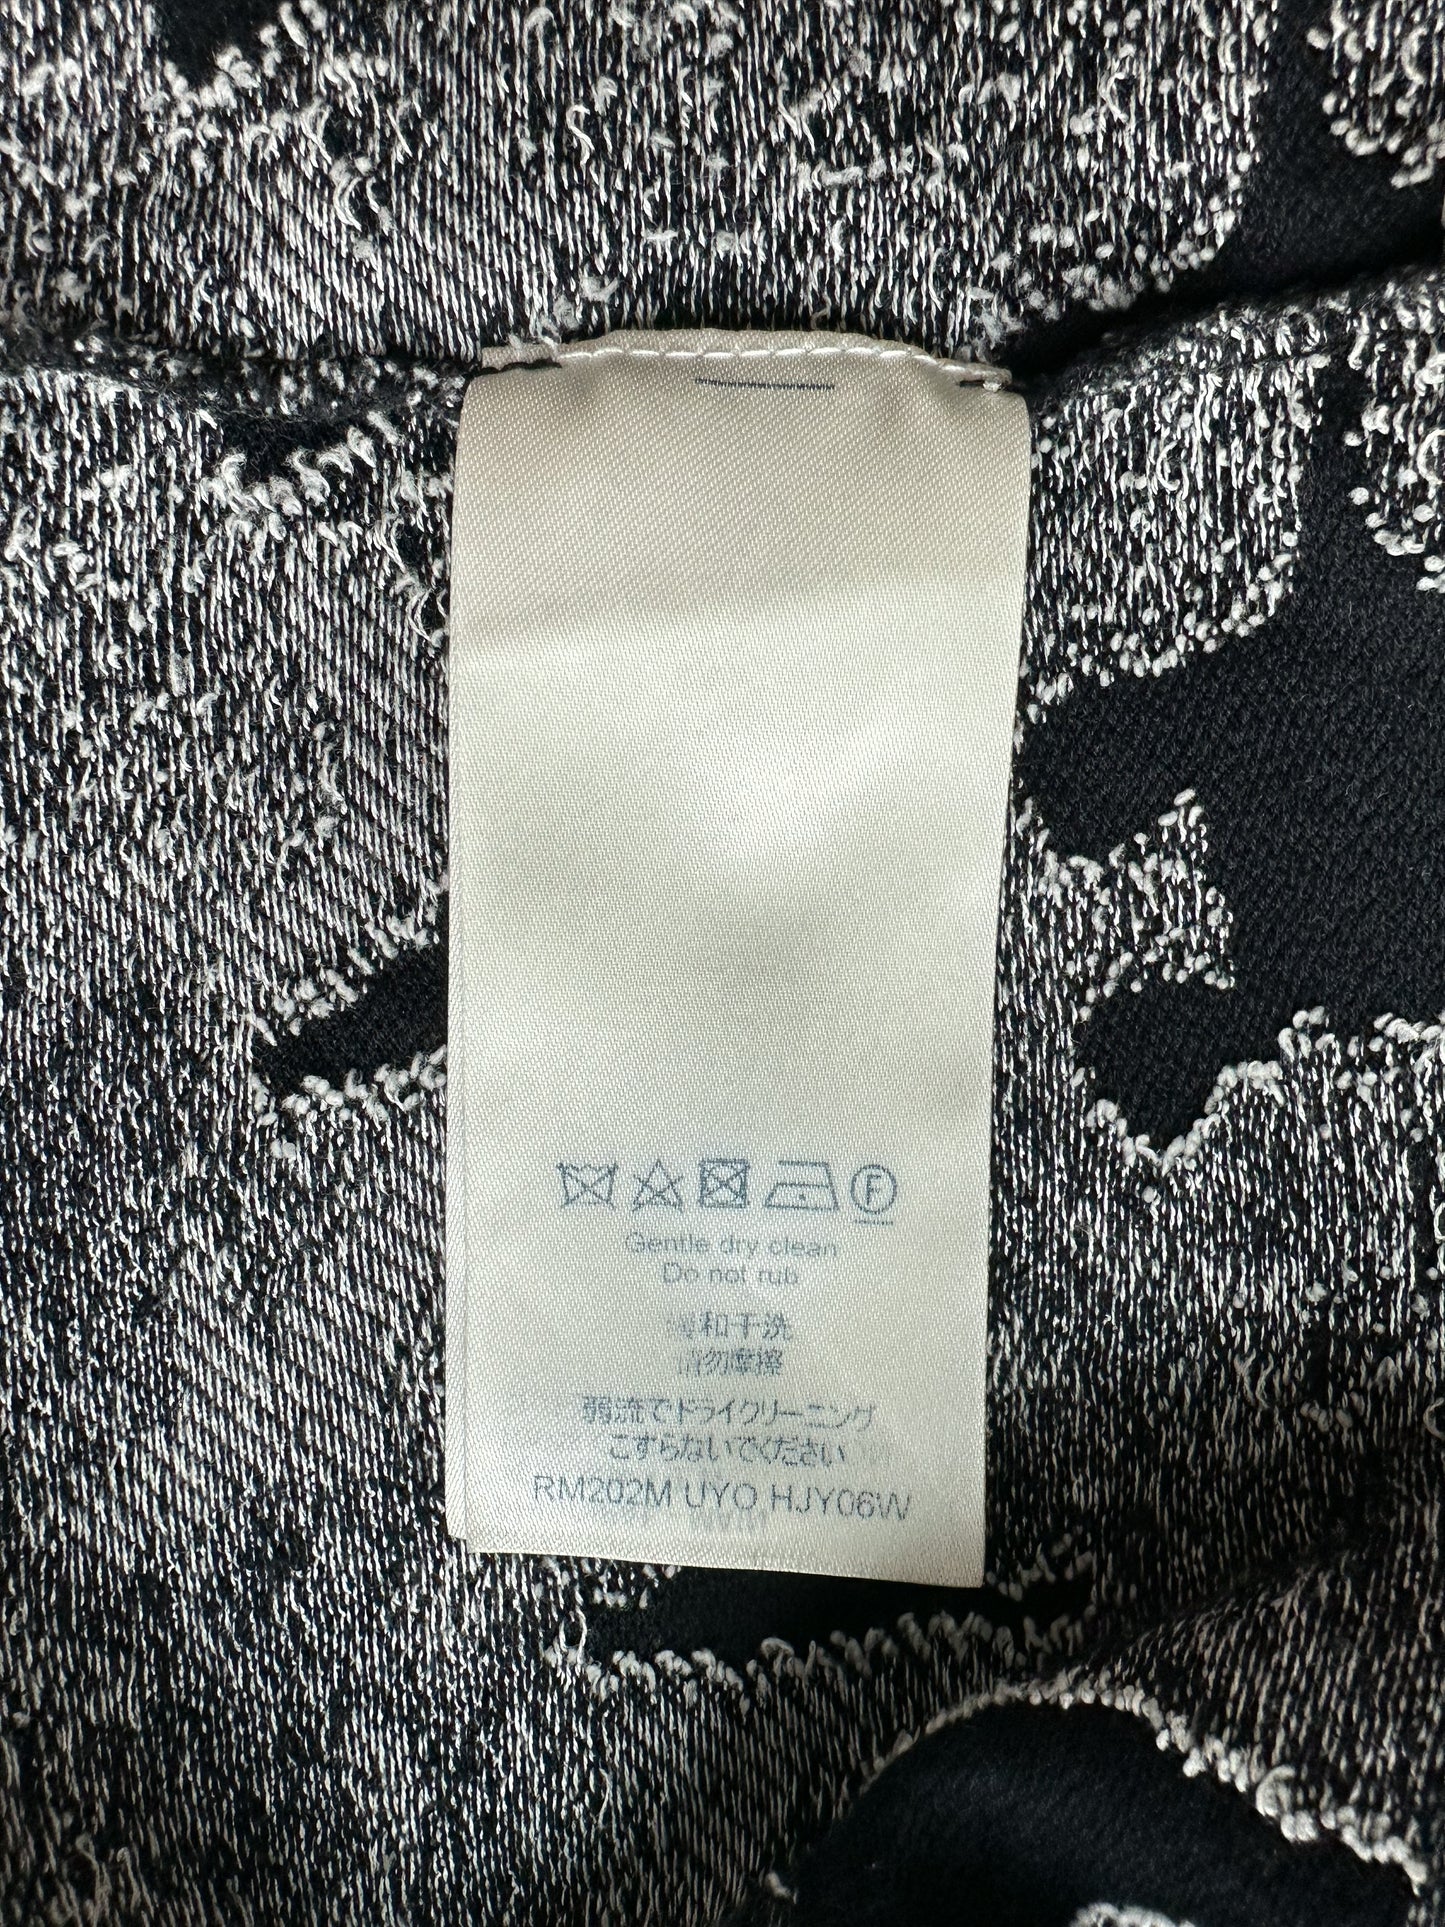 F
Gentle dry clean
Do not rub
和干洗
请勿摩擦
弱流でドライクリーニング
こすらないでください
RM202M UYO HJY06W